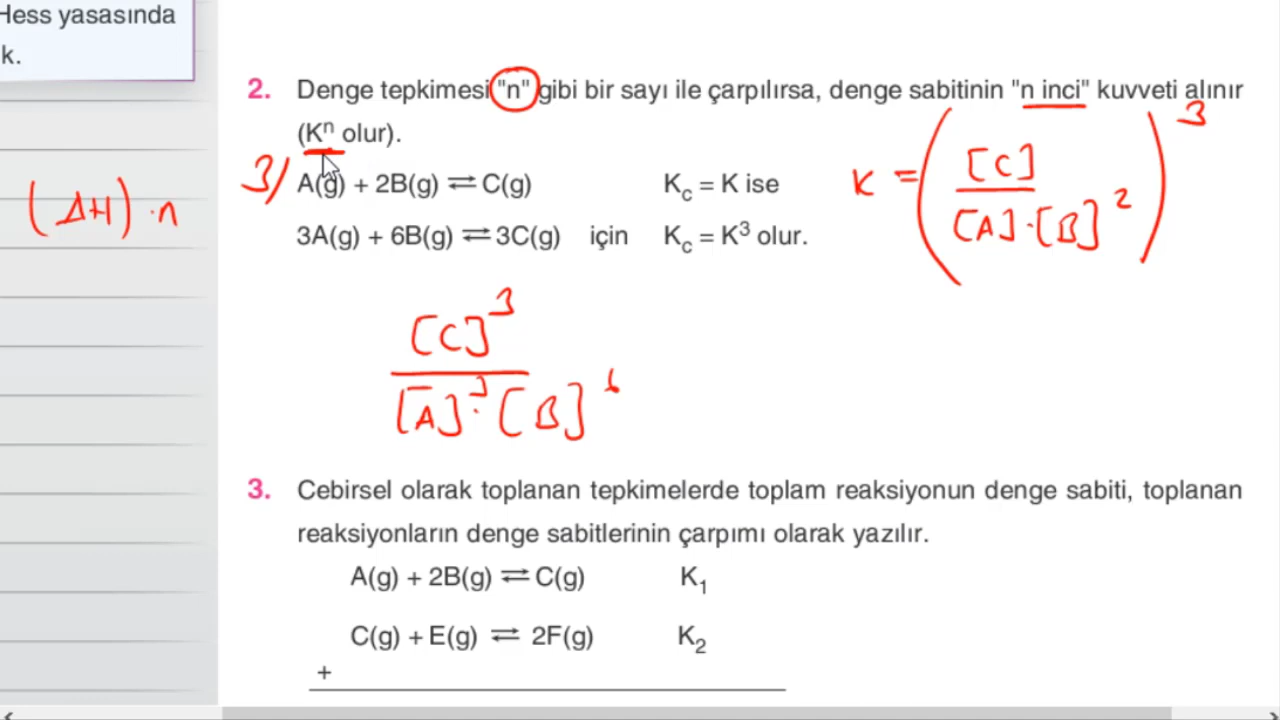 Hess yasasında
k.
2. Denge tepkimesi "n" gibi bir sayı ile çarpılırsa, denge sabitinin "n inci" kuvveti alınır
(Kⁿ olur).
3/ A(g) + 2B(g) ⇌ C(g) K_c = K ise
3A(g) + 6B(g) ⇌ 3C(g) için K_c = K³ olur.
(ΔH)·n
K = ([C] / [A]·[B]²)³
[C]³
[A]³·[B]⁶
3. Cebirsel olarak toplanan tepkimelerde toplam reaksiyonun denge sabiti, toplanan
reaksiyonların denge sabitlerinin çarpımı olarak yazılır.
A(g) + 2B(g) ⇌ C(g) K₁
C(g) + E(g) ⇌ 2F(g) K₂
+